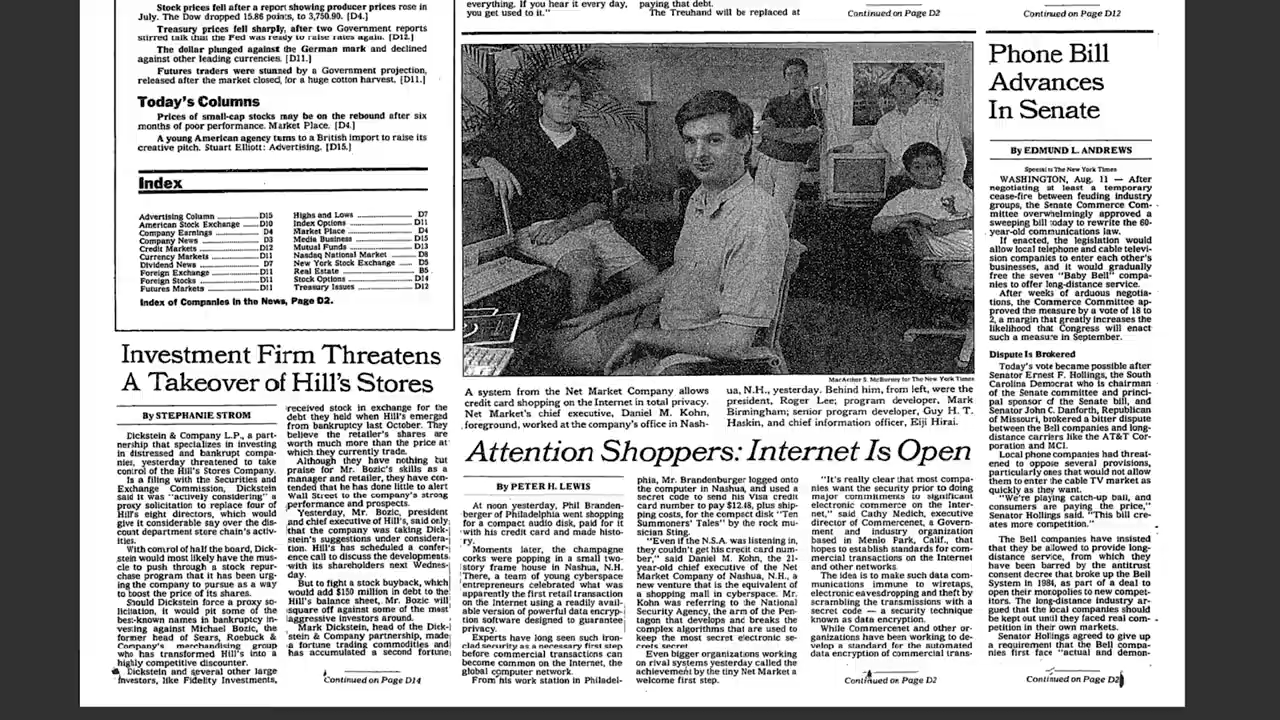 Stock prices fell after a report showing producer prices rose in
July. The Dow dropped 15.86 points, to 3,750.90. [D4.]
Treasury prices fell sharply, after two Government reports
stirred talk that the Fed was ready to raise rates again. [D12.]
The dollar plunged against the German mark and declined
against other leading currencies. [D11.]
Futures traders were stunned by a Government projection,
released after the market closed, for a huge cotton harvest. [D11.]
Today's Columns
Prices of small-cap stocks may be on the rebound after six
months of poor performance. Market Place. [D4.]
A young American agency turns to a British import to raise its
creative pitch. Stuart Elliott: Advertising. [D15.]
Index
Advertising Column D15
American Stock Exchange D10
Company Earnings D4
Company News D3
Credit Markets D12
Currency Markets D11
Dividend News D7
Foreign Exchange D11
Foreign Stocks D11
Futures Markets D11
Highs and Lows D7
Index Options D11
Market Place D4
Media Business D15
Mutual Funds D13
Nasdaq National Market D8
New York Stock Exchange D5
Real Estate B5
Stock Options D14
Treasury Issues D12
Index of Companies in the News, Page D2.
Investment Firm Threatens
A Takeover of Hill's Stores
By STEPHANIE STROM
Dickstein & Company L.P., a part-
nership that specializes in investing
in distressed and bankrupt compa-
nies, yesterday threatened to take
control of the Hill's Stores Company.
In a filing with the Securities and
Exchange Commission, Dickstein
said it was "actively considering" a
proxy solicitation to replace four of
Hill's eight directors, which would
give it considerable say over the dis-
count department store chain's activ-
ities.
With control of half the board, Dick-
stein would most likely have the mus-
cle to push through a stock repur-
chase program that it has been urg-
ing the company to pursue as a way
to boost the price of its shares.
Should Dickstein force a proxy so-
licitation, it would pit some of the
best-known names in bankruptcy in-
vesting against Michael Bozic, the
former head of Sears, Roebuck &
Company's merchandising group
who has transformed Hill's into a
highly competitive discounter.
Dickstein and several other large
investors, like Fidelity Investments,
received stock in exchange for the
debt they held when Hill's emerged
from bankruptcy last October. They
believe the retailer's shares are
worth much more than the price at
which they currently trade.
Although they have nothing but
praise for Mr. Bozic's skills as a
manager and retailer, they have con-
tended that he has done little to alert
Wall Street to the company's strong
performance and prospects.
Yesterday, Mr. Bozic, president
and chief executive of Hill's, said only
that the company was taking Dick-
stein's suggestions under considera-
tion. Hill's has scheduled a confer-
ence call to discuss the developments
with its shareholders next Wednes-
day.
But to fight a stock buyback, which
would add $150 million in debt to the
Hill's balance sheet, Mr. Bozic will
square off against some of the most
aggressive investors around.
Mark Dickstein, head of the Dick-
stein & Company partnership, made
a fortune trading commodities and
has accumulated a second fortune
Continued on Page D14
everything. If you hear it every day,
you get used to it."
paying that debt.
The Treuhand will be replaced at
Continued on Page D2
Continued on Page D12
MacArthur S. McBurney for The New York Times
A system from the Net Market Company allows
credit card shopping on the Internet in total privacy.
Net Market's chief executive, Daniel M. Kohn,
foreground, worked at the company's office in Nash-
ua, N.H., yesterday. Behind him, from left, were the
president, Roger Lee; program developer, Mark
Birmingham; senior program developer, Guy H. T.
Haskin, and chief information officer, Eiji Hirai.
Attention Shoppers: Internet Is Open
By PETER H. LEWIS
At noon yesterday, Phil Branden-
berger of Philadelphia went shopping
for a compact audio disk, paid for it
with his credit card and made histo-
ry.
Moments later, the champagne
corks were popping in a small two-
story frame house in Nashua, N.H.
There, a team of young cyberspace
entrepreneurs celebrated what was
apparently the first retail transaction
on the Internet using a readily avail-
able version of powerful data encryp-
tion software designed to guarantee
privacy.
Experts have long seen such iron-
clad security as a necessary first step
before commercial transactions can
become common on the Internet, the
global computer network.
From his work station in Philadel-
phia, Mr. Brandenburger logged onto
the computer in Nashua, and used a
secret code to send his Visa credit
card number to pay $12.48, plus ship-
ping costs, for the compact disk "Ten
Summoners' Tales" by the rock mu-
sician Sting.
"Even if the N.S.A. was listening in,
they couldn't get his credit card num-
ber," said Daniel M. Kohn, the 21-
year-old chief executive of the Net
Market Company of Nashua, N.H., a
new venture that is the equivalent of
a shopping mall in cyberspace. Mr.
Kohn was referring to the National
Security Agency, the arm of the Pen-
tagon that develops and breaks the
complex algorithms that are used to
keep the most secret electronic se-
crets secret.
Even bigger organizations working
on rival systems yesterday called the
achievement by the tiny Net Market a
welcome first step.
"It's really clear that most compa-
nies want the security prior to doing
major commitments to significant
electronic commerce on the Inter-
net," said Cathy Medich, executive
director of Commercenet, a Govern-
ment and industry organization
based in Menlo Park, Calif., that
hopes to establish standards for com-
mercial transactions on the Internet
and other networks.
The idea is to make such data com-
munications immune to wiretaps,
electronic eavesdropping and theft by
scrambling the transmissions with a
secret code — a security technique
known as data encryption.
While Commercenet and other or-
ganizations have been working to de-
velop a standard for the automated
data encryption of commercial trans-
Continued on Page D2
Phone Bill
Advances
In Senate
By EDMUND L. ANDREWS
Special to The New York Times
WASHINGTON, Aug. 11 — After
negotiating at least a temporary
cease-fire between feuding industry
groups, the Senate Commerce Com-
mittee overwhelmingly approved a
sweeping bill today to rewrite the 60-
year-old communications law.
If enacted, the legislation would
allow local telephone and cable televi-
sion companies to enter each other's
businesses, and it would gradually
free the seven "Baby Bell" compa-
nies to offer long-distance service.
After weeks of arduous negotia-
tions, the Commerce Committee ap-
proved the measure by a vote of 18 to
2, a margin that greatly increases the
likelihood that Congress will enact
such a measure in September.
Dispute Is Brokered
Today's vote became possible after
Senator Ernest F. Hollings, the South
Carolina Democrat who is chairman
of the Senate committee and princi-
pal sponsor of the Senate bill, and
Senator John C. Danforth, Republican
of Missouri, brokered a bitter dispute
between the Bell companies and long-
distance carriers like the AT&T Cor-
poration and MCI.
Local phone companies had threat-
ened to oppose several provisions,
particularly ones that would not allow
them to enter the cable TV market as
quickly as they want.
"We're playing catch-up ball, and
consumers are paying the price,"
Senator Hollings said. "This bill cre-
ates more competition."
The Bell companies have insisted
that they be allowed to provide long-
distance service, from which they
have been barred by the antitrust
consent decree that broke up the Bell
System in 1984, as part of a deal to
open their monopolies to new compet-
itors. The long-distance industry ar-
gued that the local companies should
be kept out until they faced real com-
petition in their own markets.
Senator Hollings agreed to give up
a requirement that the Bell compa-
nies first face "actual and demon-
Continued on Page D2